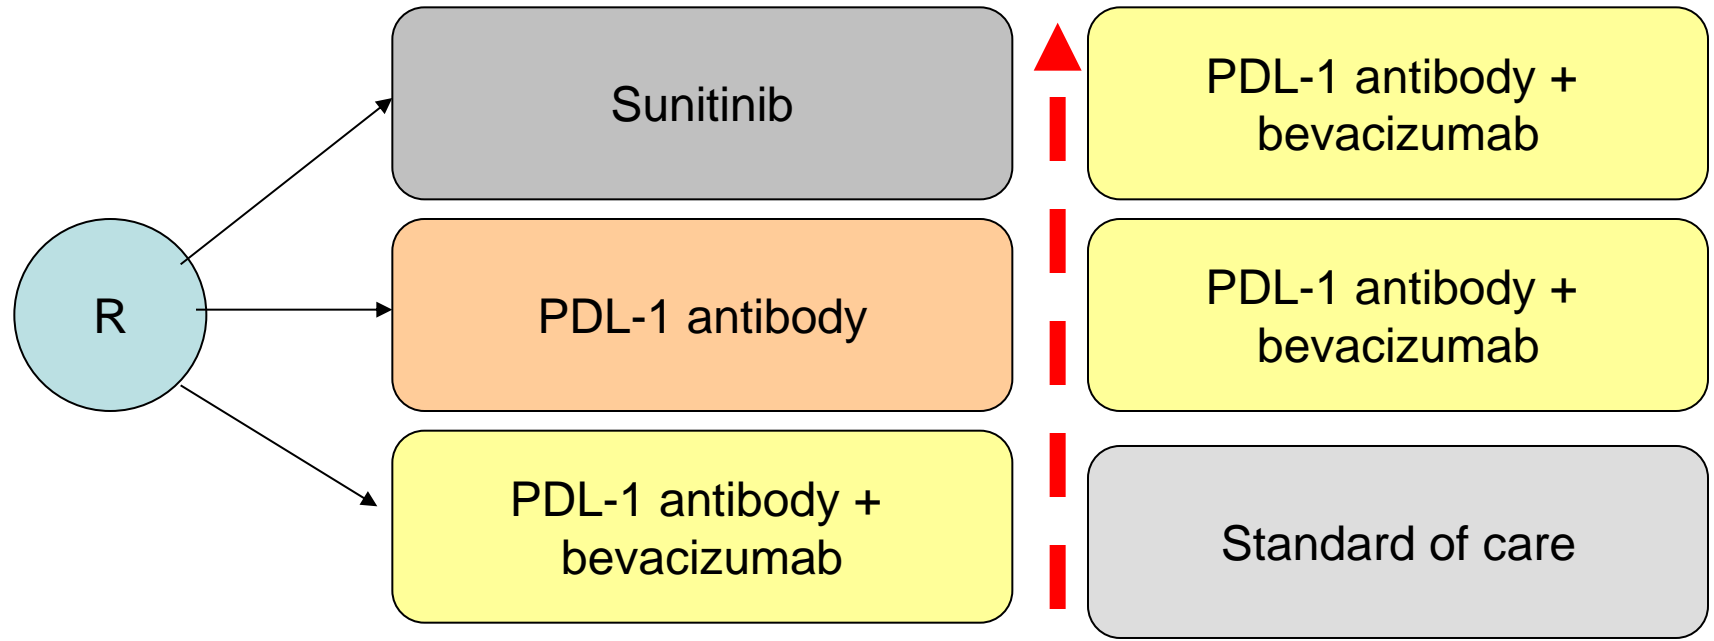 R
Sunitinib
PDL-1 antibody
PDL-1 antibody +
bevacizumab
PDL-1 antibody +
bevacizumab
PDL-1 antibody +
bevacizumab
Standard of care